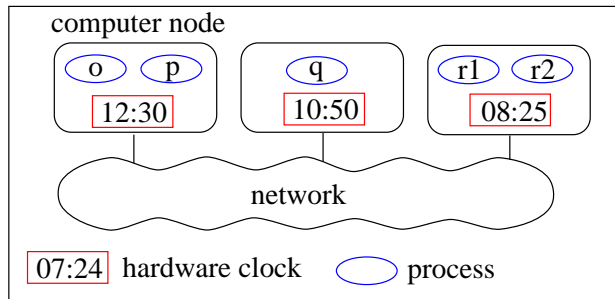 computer node
o p q r1 r2
12:30 10:50 08:25
network
07:24 hardware clock process